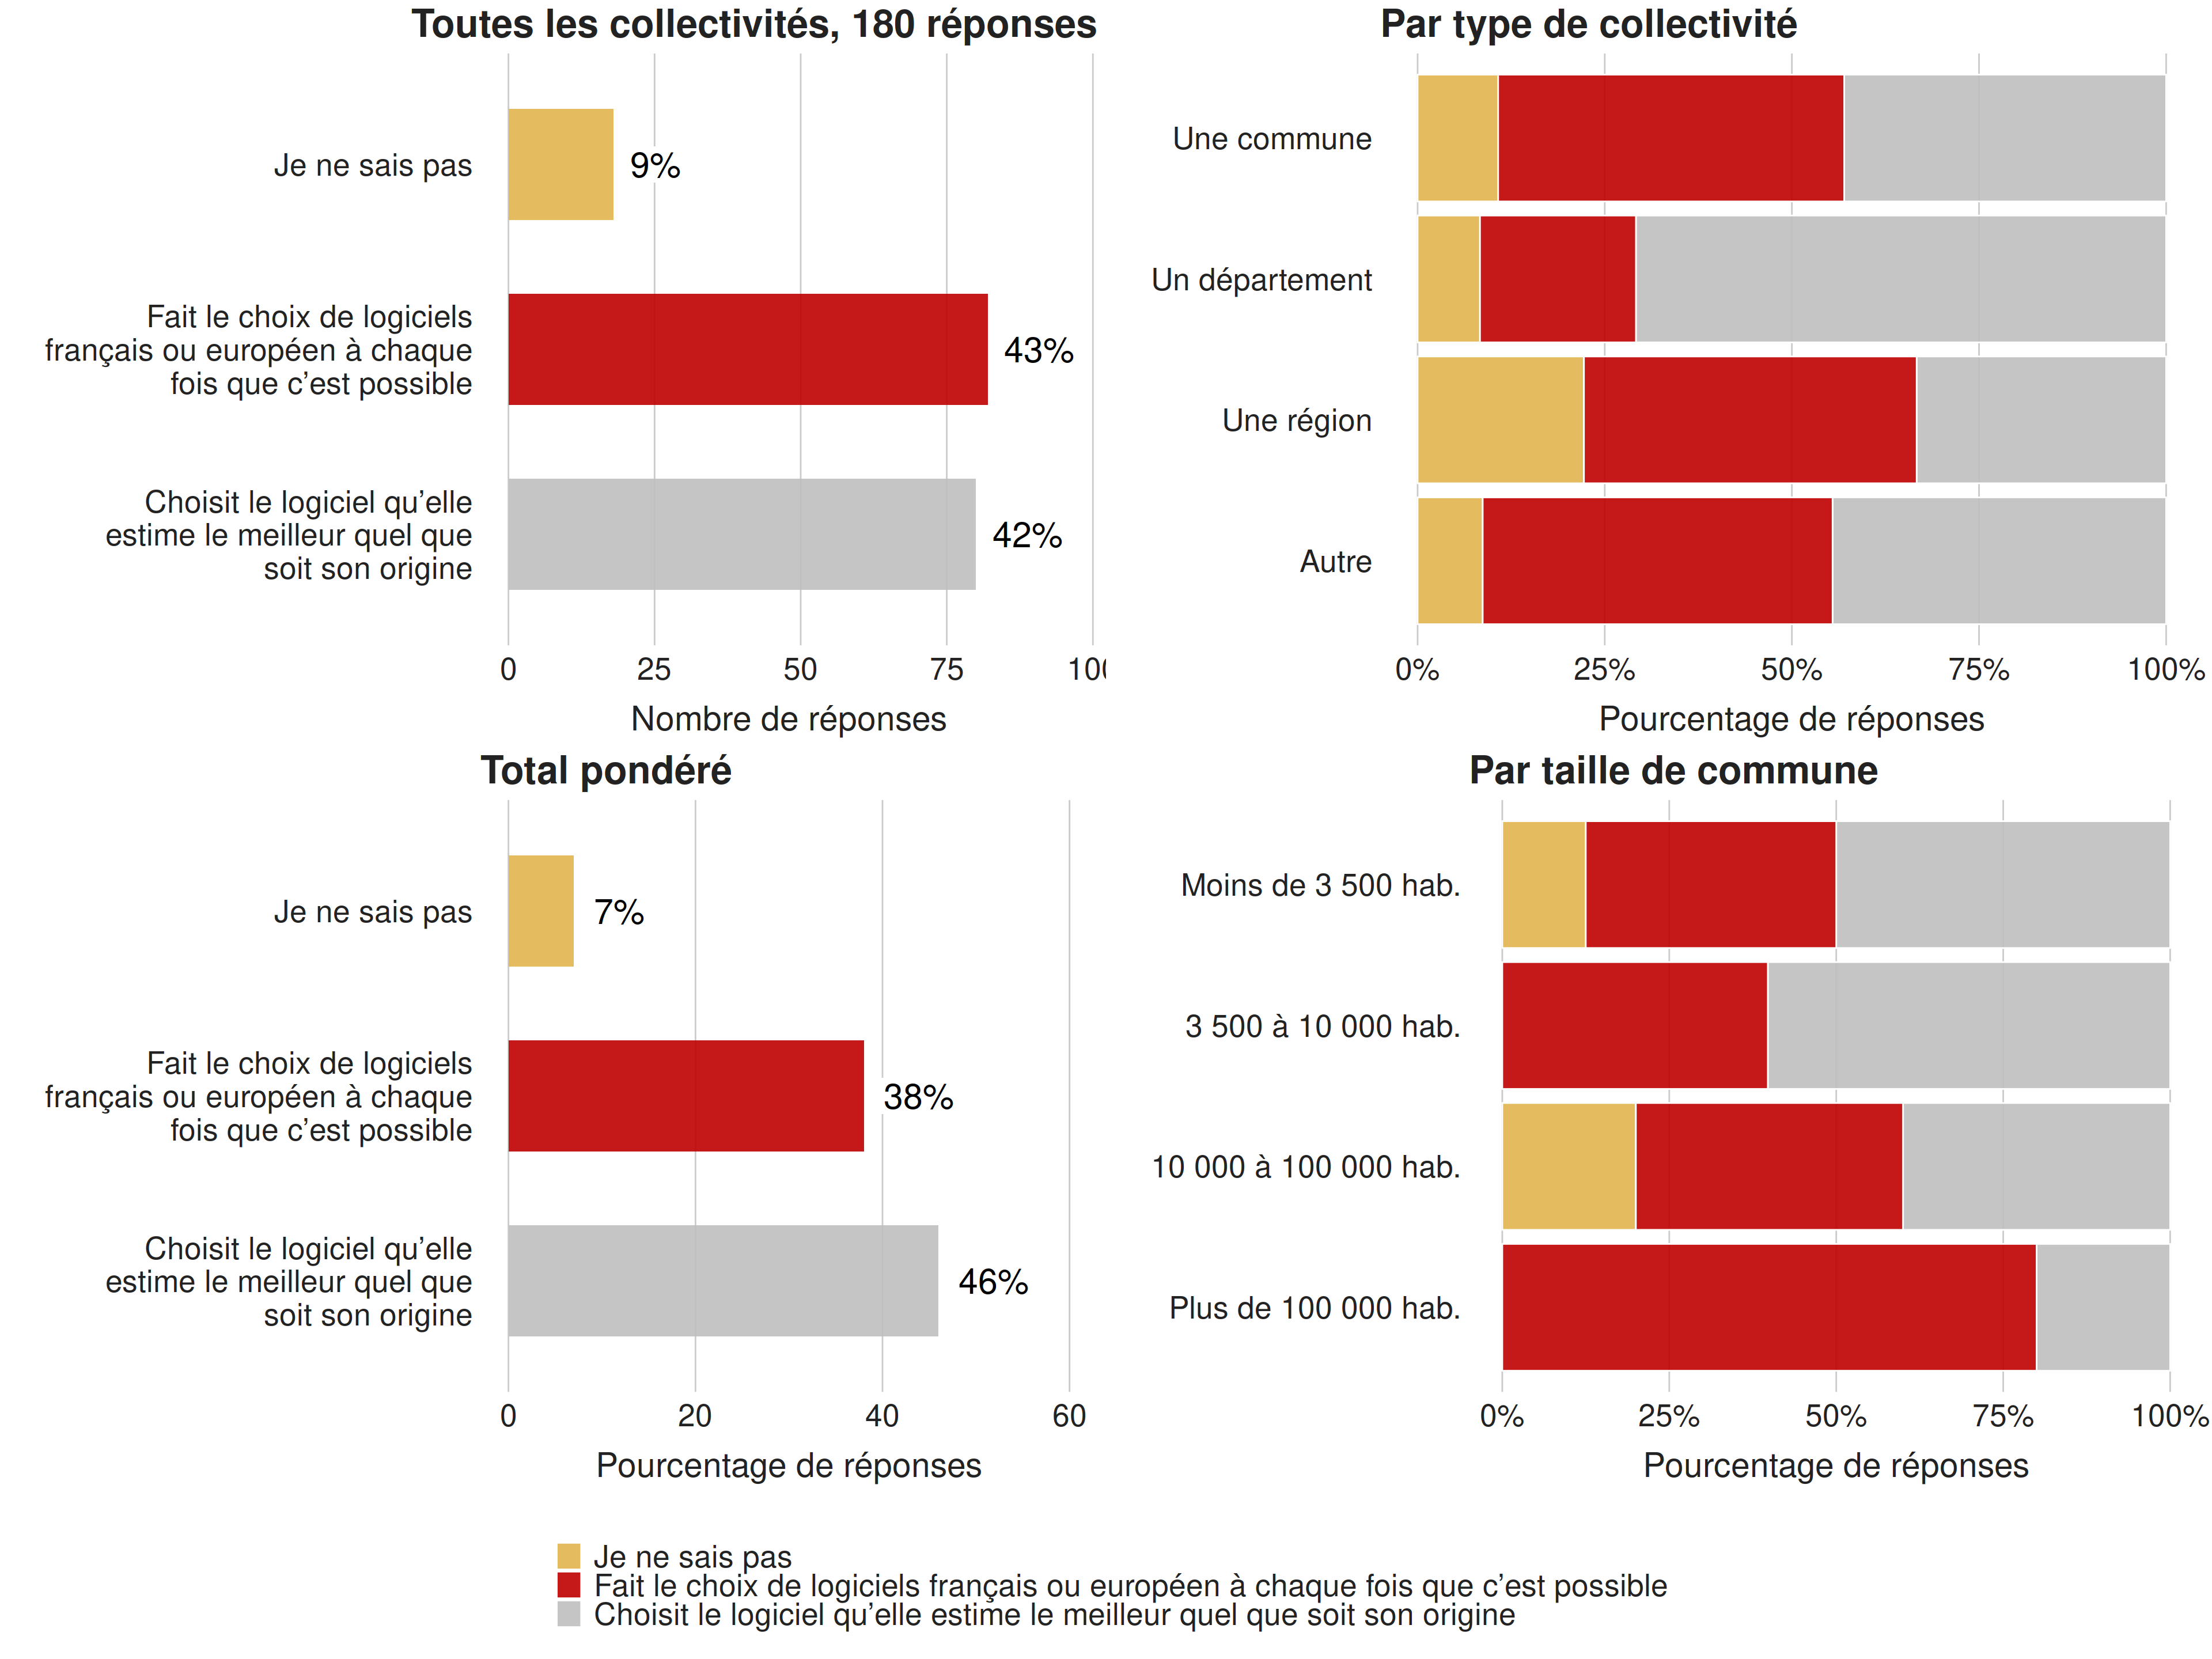 Toutes les collectivités, 180 réponses
Je ne sais pas
9%
Fait le choix de logiciels
français ou européen à chaque
fois que c’est possible
43%
Choisit le logiciel qu’elle
estime le meilleur quel que
soit son origine
42%
0 25 50 75 100
Nombre de réponses
Par type de collectivité
Une commune
Un département
Une région
Autre
0% 25% 50% 75% 100%
Pourcentage de réponses
Total pondéré
Je ne sais pas
7%
Fait le choix de logiciels
français ou européen à chaque
fois que c’est possible
38%
Choisit le logiciel qu’elle
estime le meilleur quel que
soit son origine
46%
0 20 40 60
Pourcentage de réponses
Par taille de commune
Moins de 3 500 hab.
3 500 à 10 000 hab.
10 000 à 100 000 hab.
Plus de 100 000 hab.
0% 25% 50% 75% 100%
Pourcentage de réponses
Je ne sais pas
Fait le choix de logiciels français ou européen à chaque fois que c’est possible
Choisit le logiciel qu’elle estime le meilleur quel que soit son origine